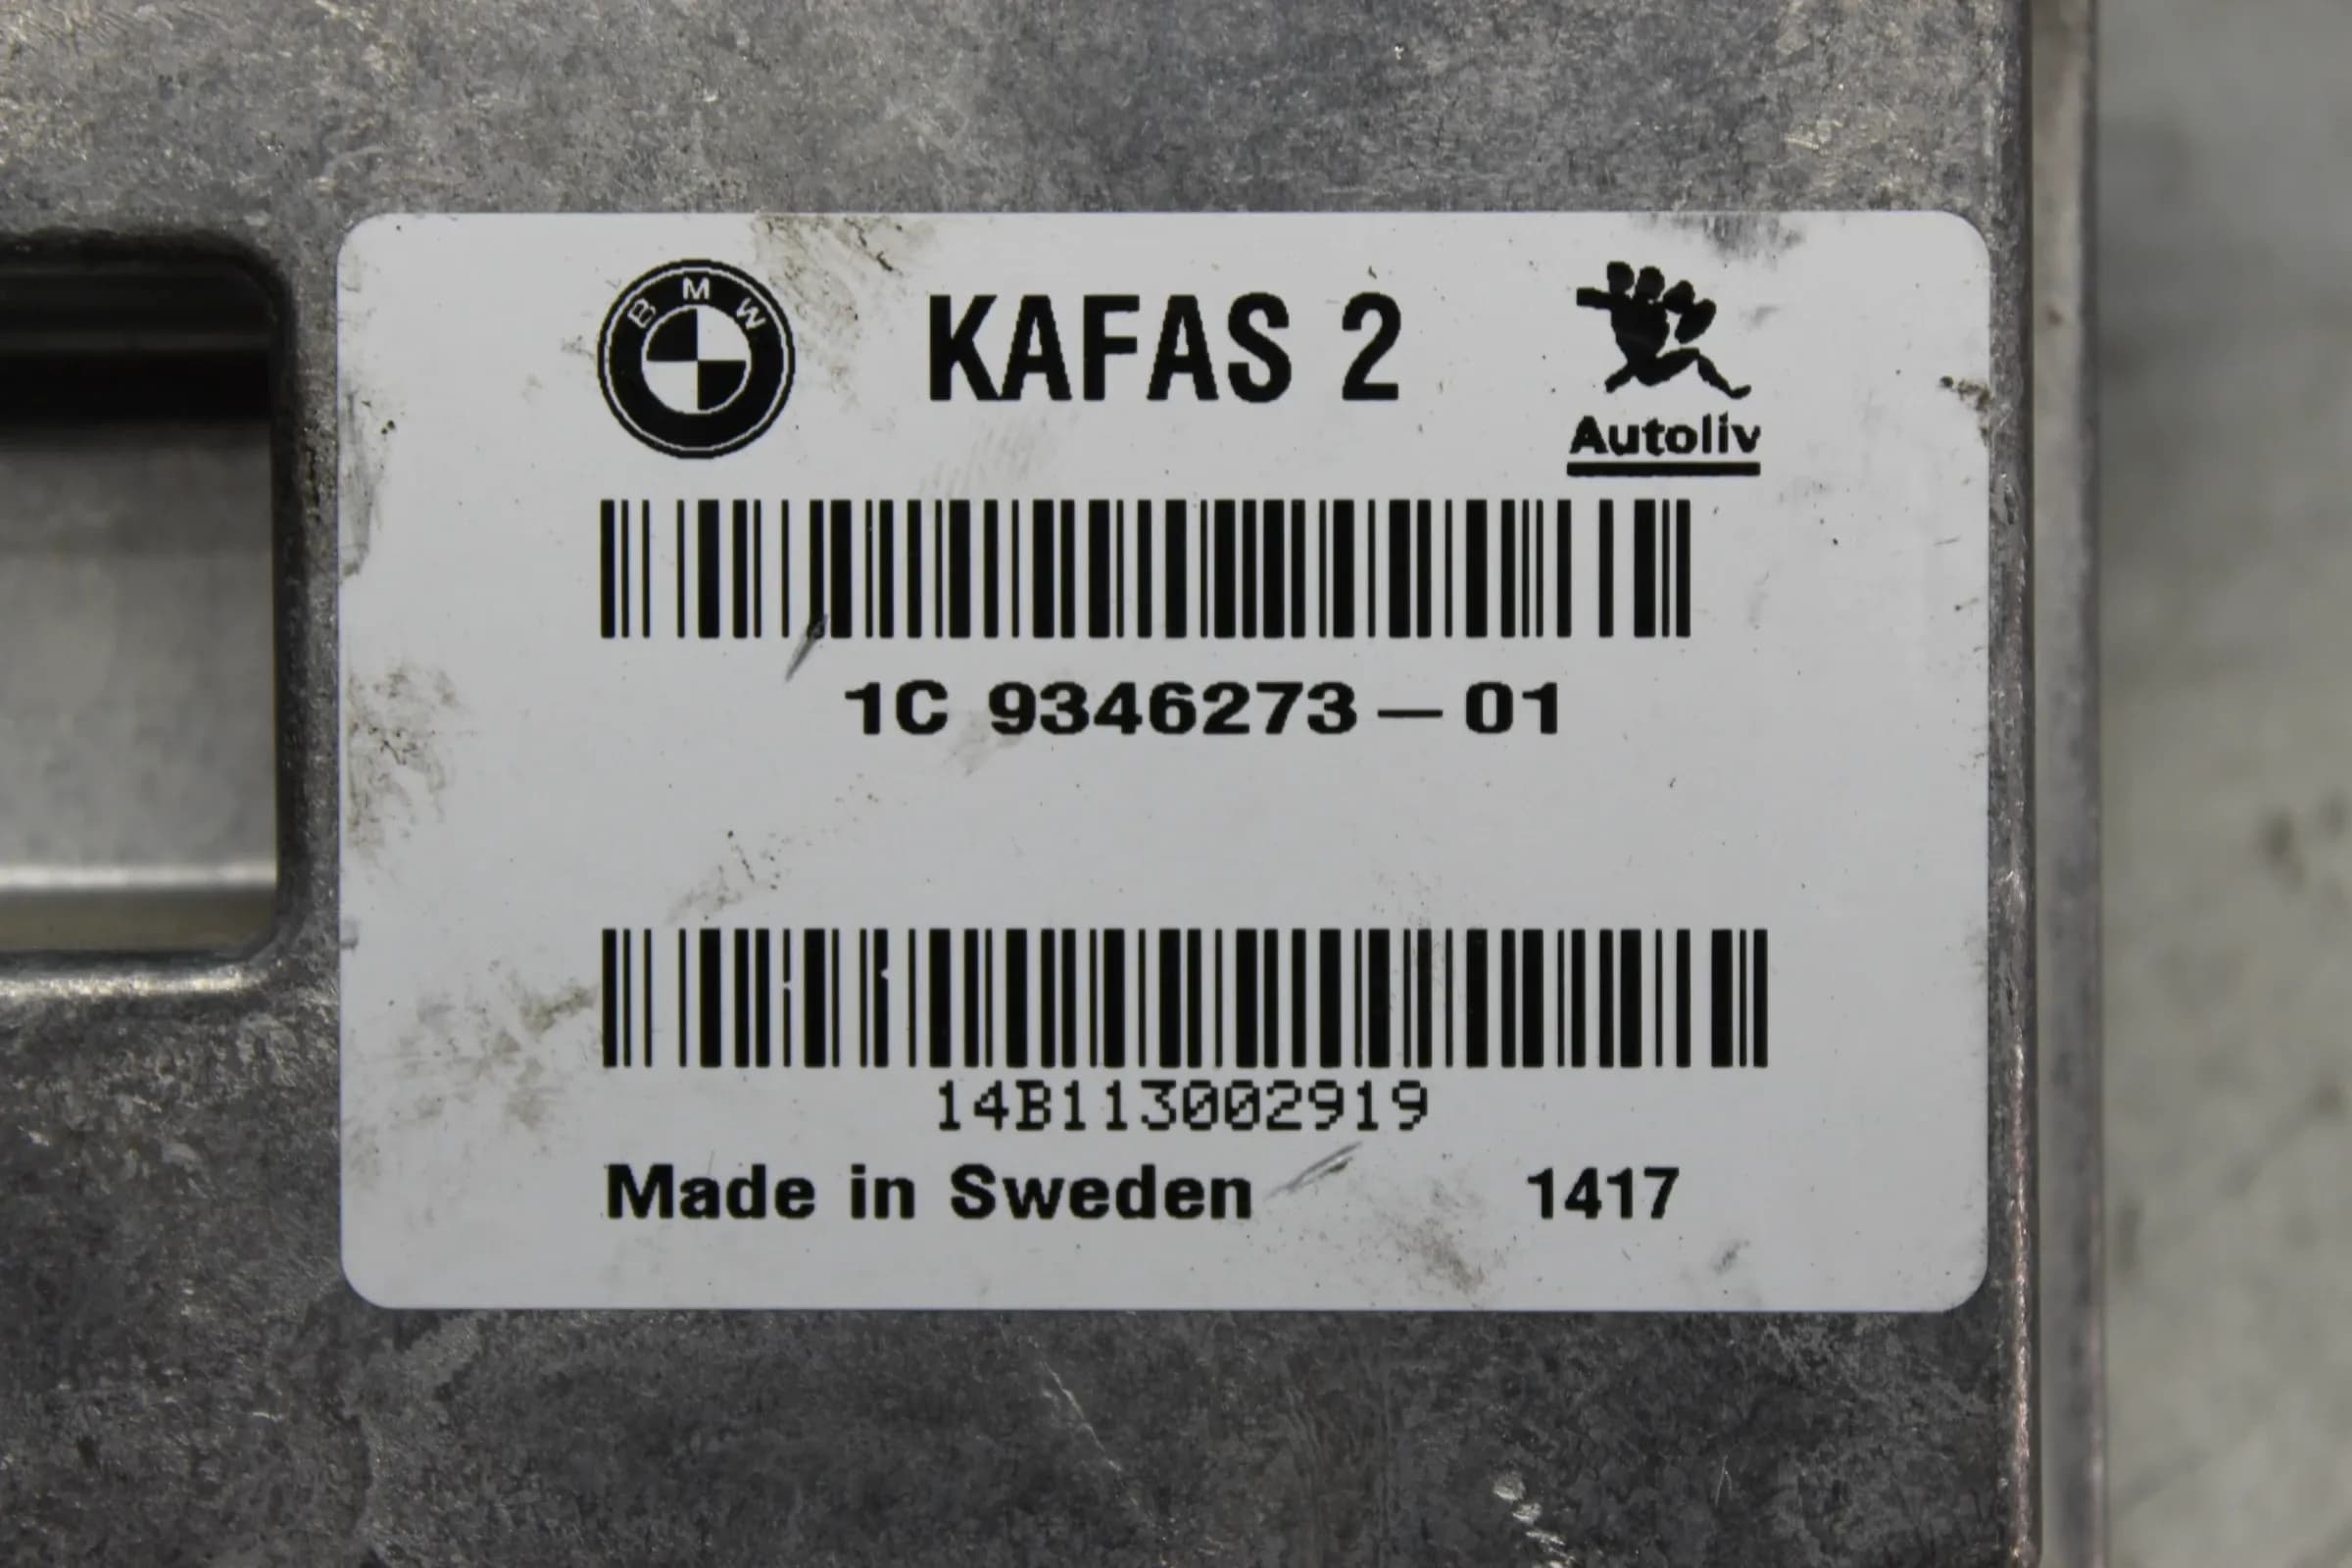 BMW
KAFAS 2
Autoliv
1C 9346273-01
14B113002919
Made in Sweden 1417